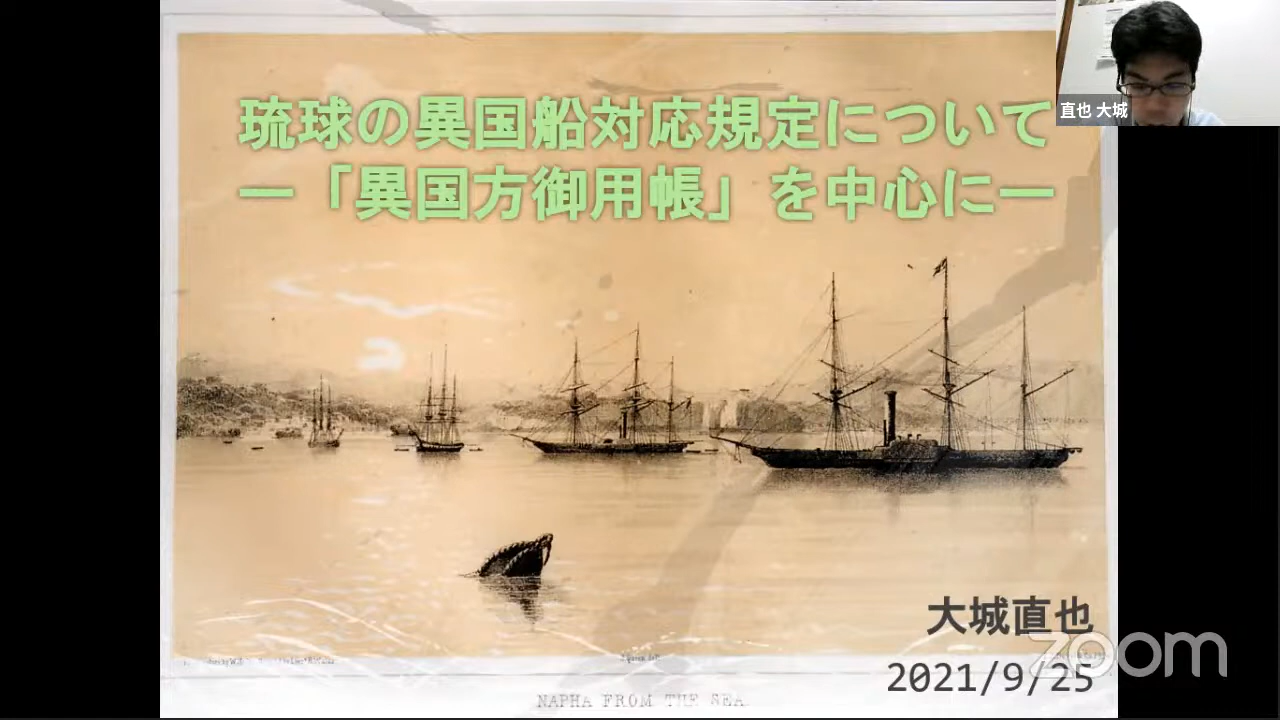 琉球の異国船対応規定について
―「異国方御用帳」を中心に―
直也 大城
大城直也
2021/9/25
zoom
NAPHA FROM THE SEA